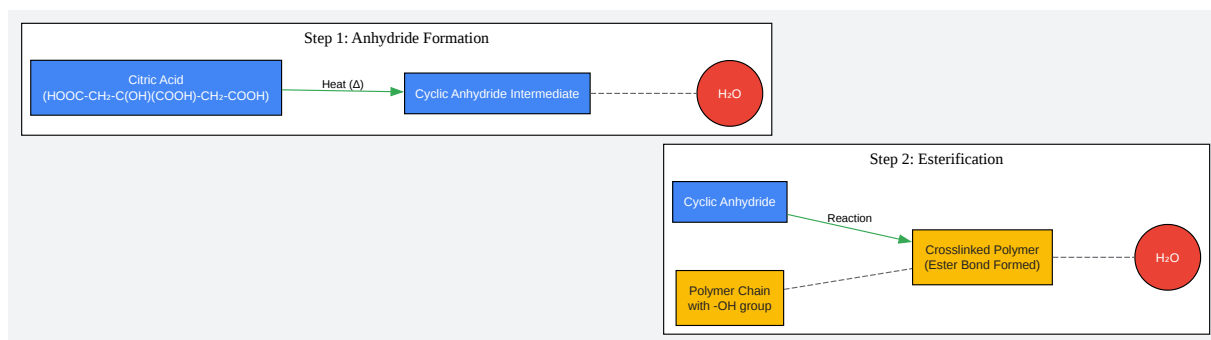 Step 1: Anhydride Formation
Citric Acid
(HOOC-CH₂-C(OH)(COOH)-CH₂-COOH)
Heat (Δ)
Cyclic Anhydride Intermediate
H₂O
Step 2: Esterification
Cyclic Anhydride
Reaction
Crosslinked Polymer
(Ester Bond Formed)
H₂O
Polymer Chain
with -OH group